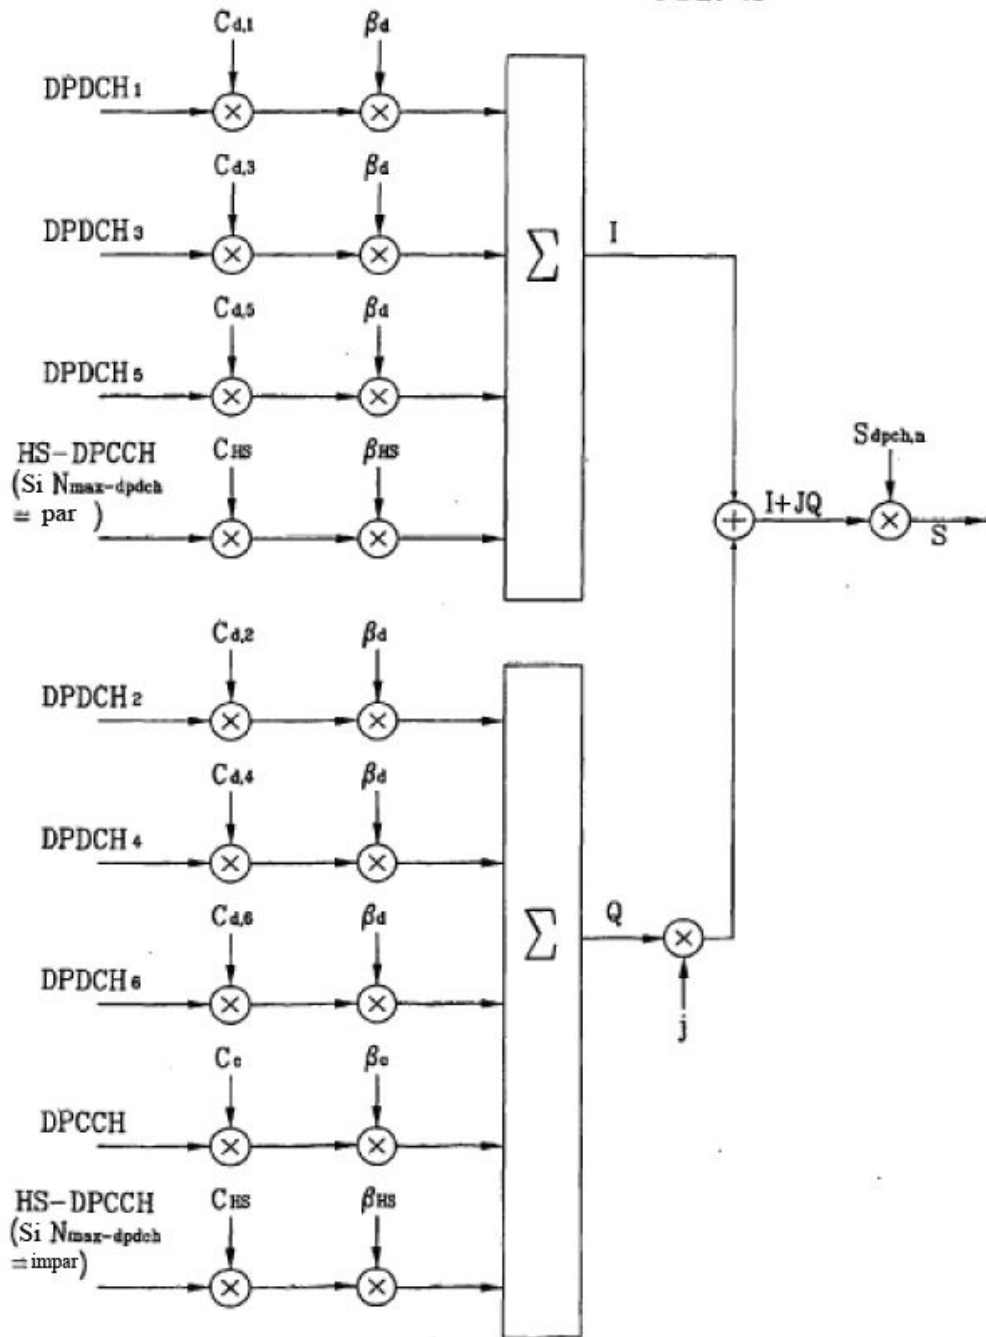 Cd,1 βd
DPDCH1
Cd,3 βd
DPDCH3
Σ I
Cd,5 βd
DPDCH5
HS-DPCCH CHS βHS
(Si Nmax-dpdch
= par )
Sdpch,n
I+JQ
S
Cd,2 βd
DPDCH2
Cd,4 βd
DPDCH4
Cd,6 βd
Σ Q
DPDCH6
j
Cc βc
DPCCH
HS-DPCCH CHS βHS
(Si Nmax-dpdch
=impar)